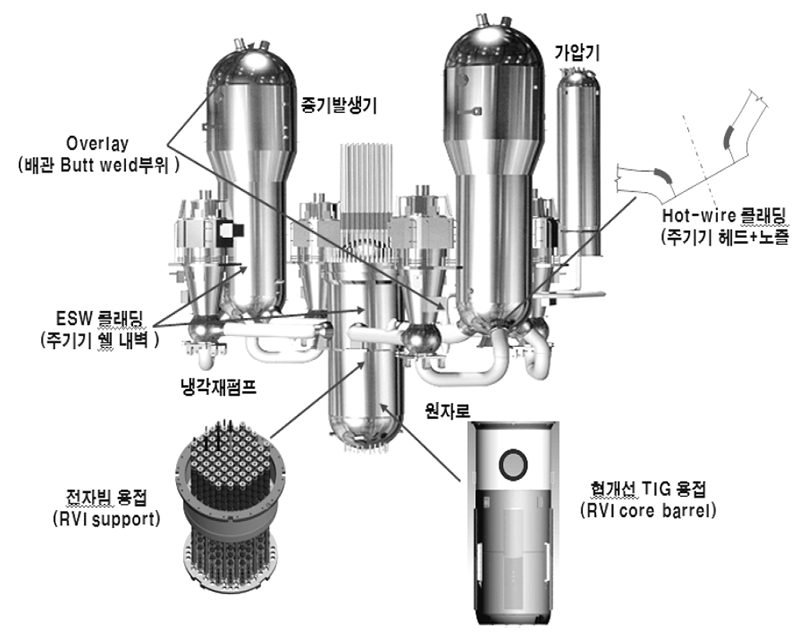 가압기
증기발생기
Overlay
(배관 Butt weld부위 )
Hot-wire 클래딩
(주기기 헤드+노즐
ESW 클래딩
(주기기 쉘 내벽 )
냉각재펌프
원자로
전자빔 용접
(RVI support)
협개선 TIG 용접
(RVI core barrel)